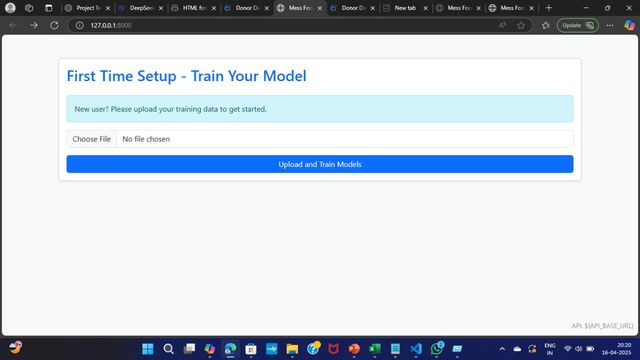 Project Te
DeepSee
HTML for
Donor Da
Mess Foo
Donor Da
New tab
Mess Foo
Mess Foo
127.0.0.1:8000
Update
First Time Setup - Train Your Model
New user? Please upload your training data to get started.
Choose File No file chosen
Upload and Train Models
API: ${API_BASE_URL}
ENG
IN
20:20
16-04-2025